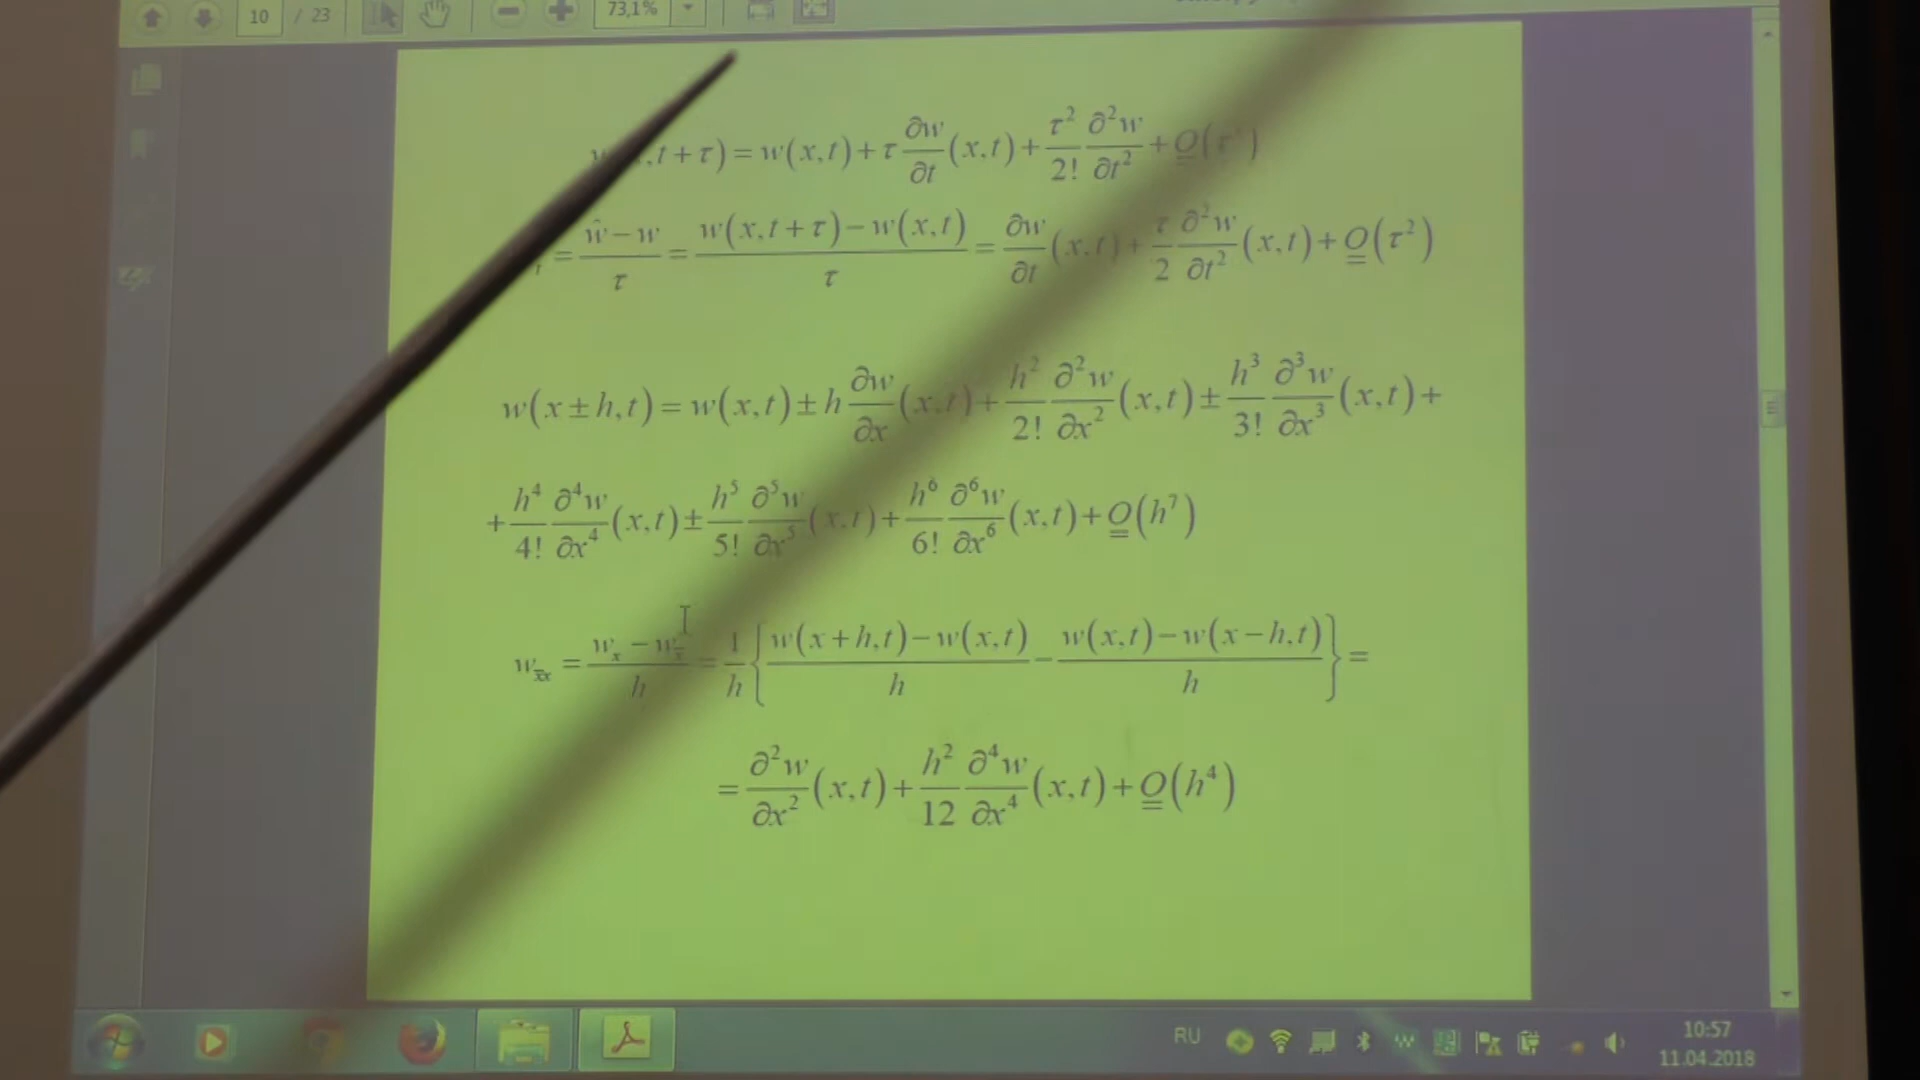 10 / 23 73,1%
,t+τ) = w(x,t) + τ ∂w/∂t (x,t) + τ²/2! ∂²w/∂t² + O(τ
= (ŵ − w)/τ = (w(x,t+τ) − w(x,t))/τ = ∂w/∂t (x,t) + τ/2 ∂²w/∂t² (x,t) + O(τ²)
w(x±h,t) = w(x,t) ± h ∂w/∂x (x,t) + h²/2! ∂²w/∂x² (x,t) ± h³/3! ∂³w/∂x³ (x,t) +
+ h⁴/4! ∂⁴w/∂x⁴ (x,t) ± h⁵/5! ∂⁵w/∂x⁵ (x,t) + h⁶/6! ∂⁶w/∂x⁶ (x,t) + O(h⁷)
w_x̄x = (w_x − w_x̄)/h = 1/h { (w(x+h,t) − w(x,t))/h − (w(x,t) − w(x−h,t))/h } =
= ∂²w/∂x² (x,t) + h²/12 ∂⁴w/∂x⁴ (x,t) + O(h⁴)
RU 10:57
11.04.2018